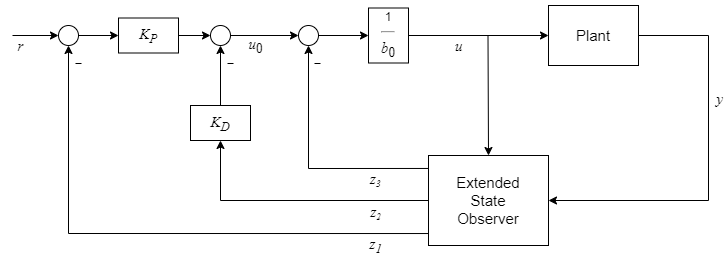 r
K_P
u_0
1
b_0
u
Plant
y
K_D
Extended
State
Observer
z_3
z_2
z_1
–
–
–